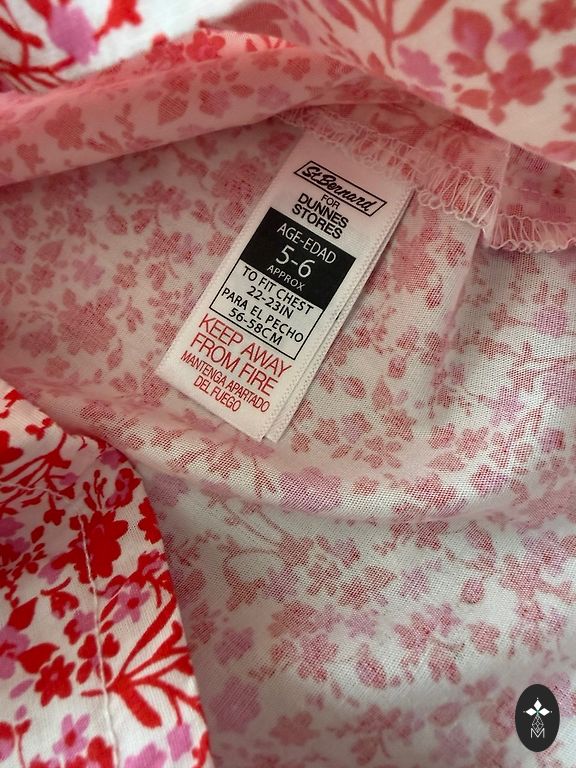 St.Bernard
FOR
DUNNES
STORES
AGE-EDAD
5-6
APPROX
TO FIT CHEST
22-23IN
PARA EL PECHO
56-58CM
KEEP AWAY
FROM FIRE
MANTENGA APARTADO
DEL FUEGO